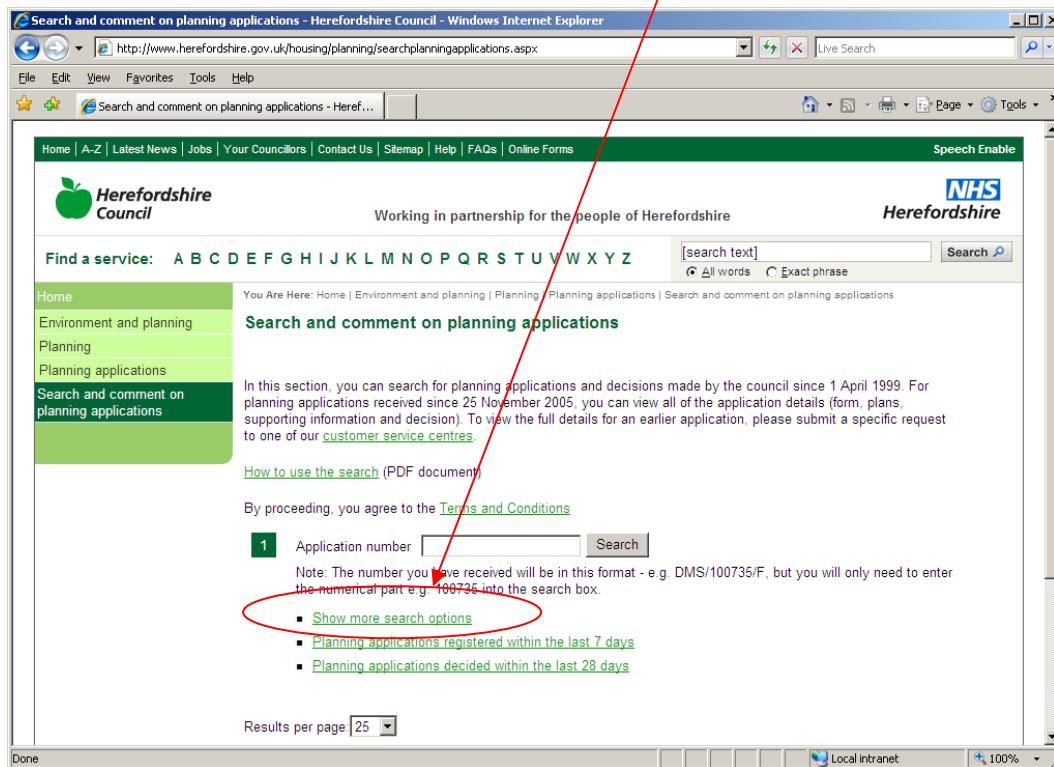 Search and comment on planning applications - Herefordshire Council - Windows Internet Explorer
http://www.herefordshire.gov.uk/housing/planning/searchplanningapplications.aspx
Live Search
File Edit View Favorites Tools Help
Search and comment on planning applications - Heref...
Page Tools
Home | A-Z | Latest News | Jobs | Your Councillors | Contact Us | Sitemap | Help | FAQs | Online Forms
Speech Enable
Herefordshire
Council
Working in partnership for the people of Herefordshire
NHS
Herefordshire
Find a service: A B C D E F G H I J K L M N O P Q R S T U V W X Y Z
[search text]
Search
All words Exact phrase
Home
Environment and planning
Planning
Planning applications
Search and comment on
planning applications
You Are Here: Home | Environment and planning | Planning | Planning applications | Search and comment on planning applications
Search and comment on planning applications
In this section, you can search for planning applications and decisions made by the council since 1 April 1999. For
planning applications received since 25 November 2005, you can view all of the application details (form, plans,
supporting information and decision). To view the full details for an earlier application, please submit a specific request
to one of our customer service centres.
How to use the search (PDF document)
By proceeding, you agree to the Terms and Conditions
1 Application number Search
Note: The number you have received will be in this format - e.g. DMS/100735/F, but you will only need to enter
the numerical part e.g. 100735 into the search box.
Show more search options
Planning applications registered within the last 7 days
Planning applications decided within the last 28 days
Results per page: 25
Done
Local intranet
100%